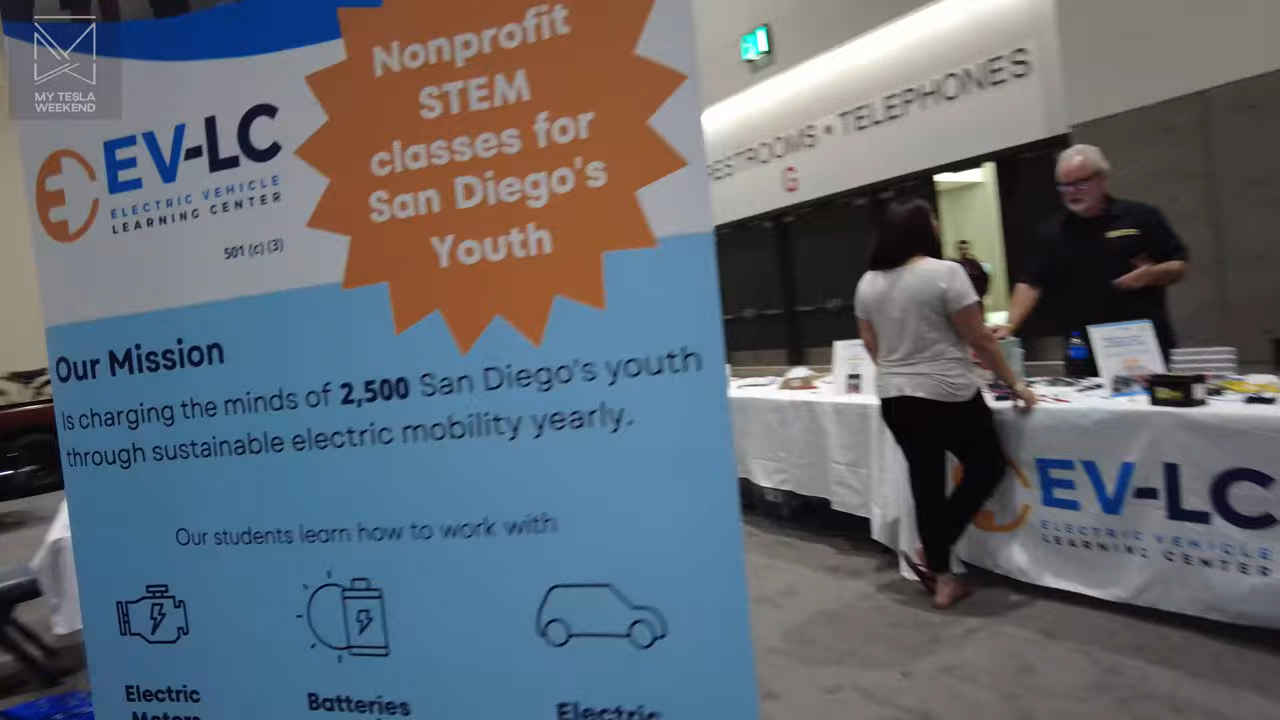 MY TESLA
WEEKEND
EV-LC
ELECTRIC VEHICLE
LEARNING CENTER
501 (c) (3)
Nonprofit
STEM
classes for
San Diego's
Youth
Our Mission
Is charging the minds of 2,500 San Diego's youth
through sustainable electric mobility yearly.
Our students learn how to work with
Electric
Motors
Batteries
Electric
RESTROOMS • TELEPHONES
G
EV-LC
ELECTRIC VEHICLE
LEARNING CENTER